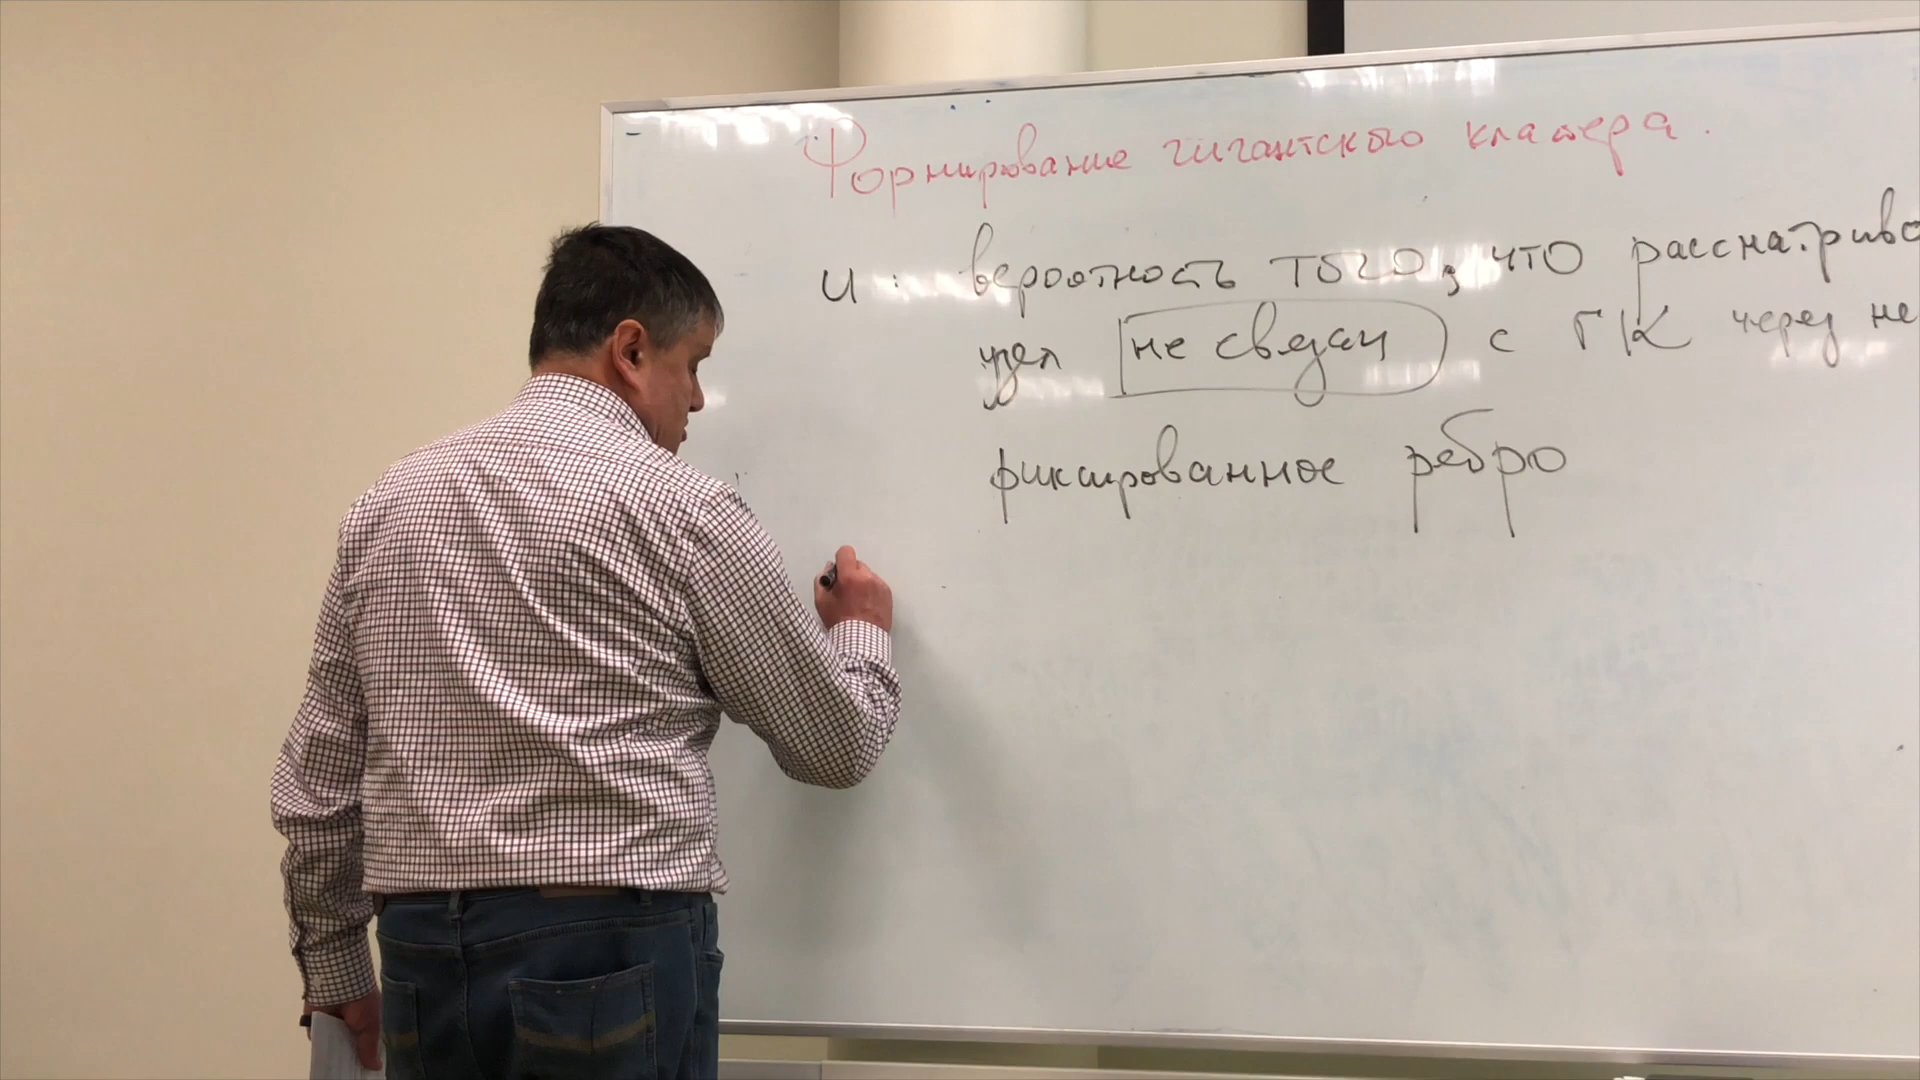 Формирование гигантского кластера.
u: вероятность того, что рассматрива
узел не связан с ГК через не
фиксированное ребро